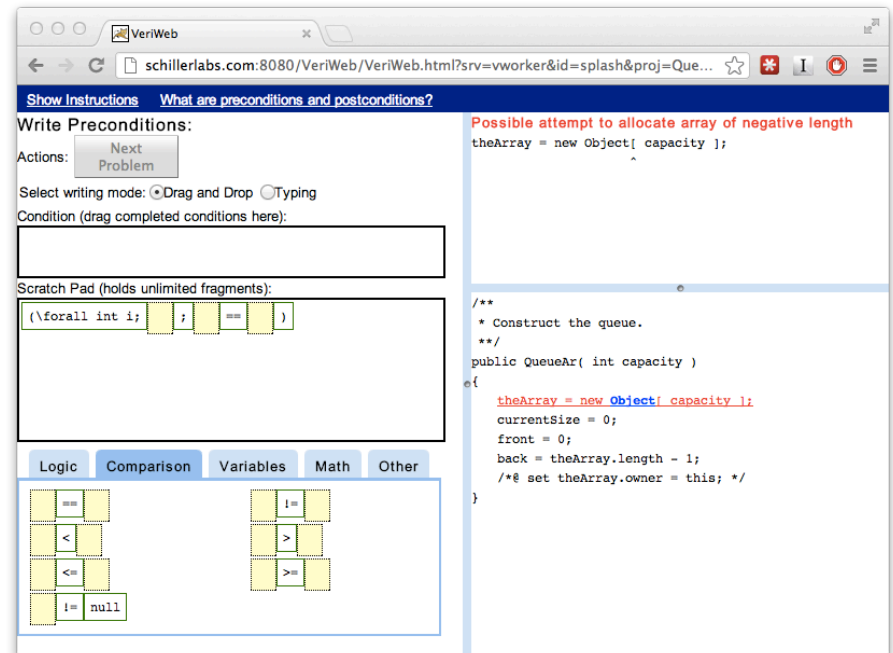 VeriWeb
schillerlabs.com:8080/VeriWeb/VeriWeb.html?srv=vworker&id=splash&proj=Que...
Show Instructions What are preconditions and postconditions?
Write Preconditions:
Actions: Next Problem
Select writing mode: Drag and Drop Typing
Condition (drag completed conditions here):
Scratch Pad (holds unlimited fragments):
(\forall int i; ; == )
Logic Comparison Variables Math Other
== !=
< >
<= >=
!= null
Possible attempt to allocate array of negative length
theArray = new Object[ capacity ];
^
/**
* Construct the queue.
**/
public QueueAr( int capacity )
{
theArray = new Object[ capacity ];
currentSize = 0;
front = 0;
back = theArray.length - 1;
/*@ set theArray.owner = this; */
}